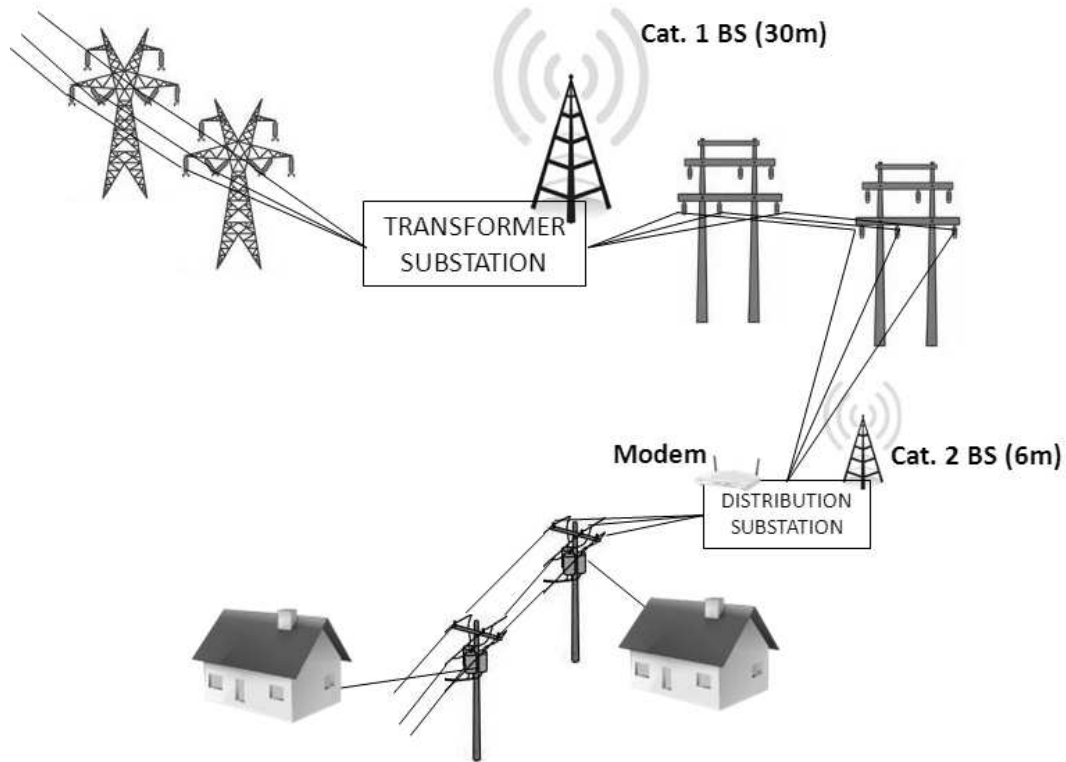 Cat. 1 BS (30m)
TRANSFORMER
SUBSTATION
Modem
Cat. 2 BS (6m)
DISTRIBUTION
SUBSTATION